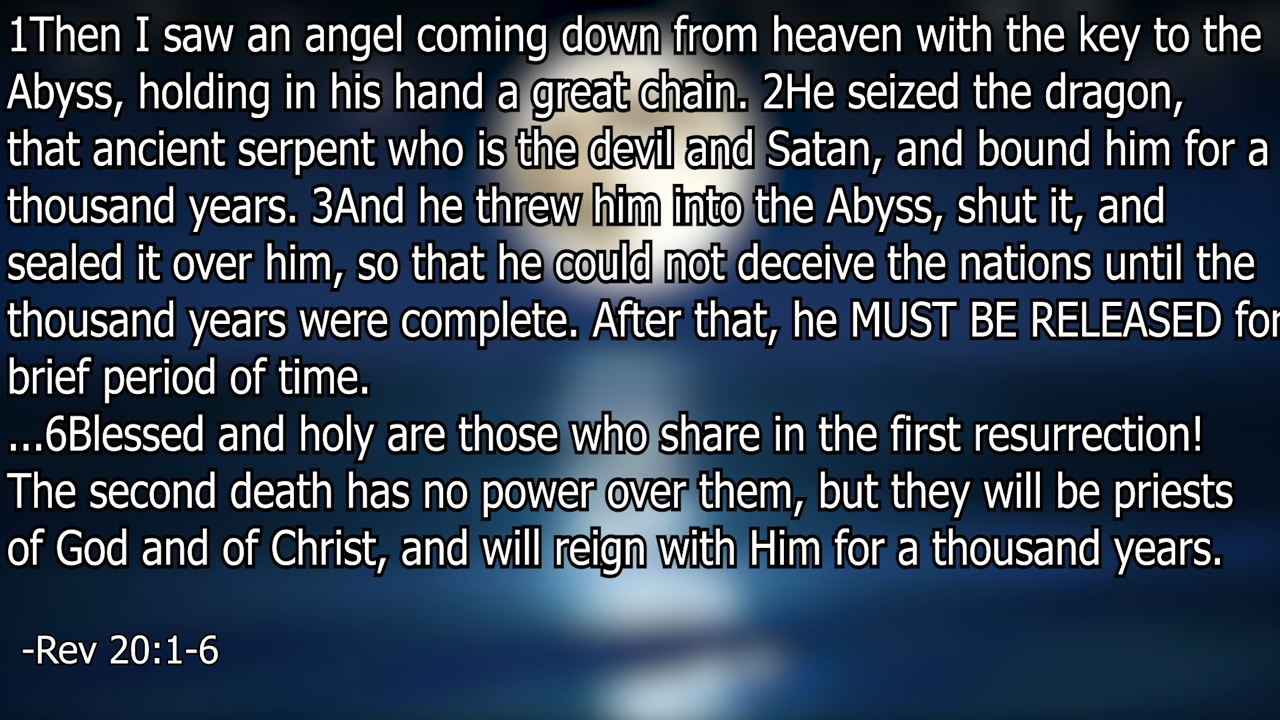 1Then I saw an angel coming down from heaven with the key to the
Abyss, holding in his hand a great chain. 2He seized the dragon,
that ancient serpent who is the devil and Satan, and bound him for a
thousand years. 3And he threw him into the Abyss, shut it, and
sealed it over him, so that he could not deceive the nations until the
thousand years were complete. After that, he MUST BE RELEASED for
brief period of time.
...6Blessed and holy are those who share in the first resurrection!
The second death has no power over them, but they will be priests
of God and of Christ, and will reign with Him for a thousand years.
-Rev 20:1-6